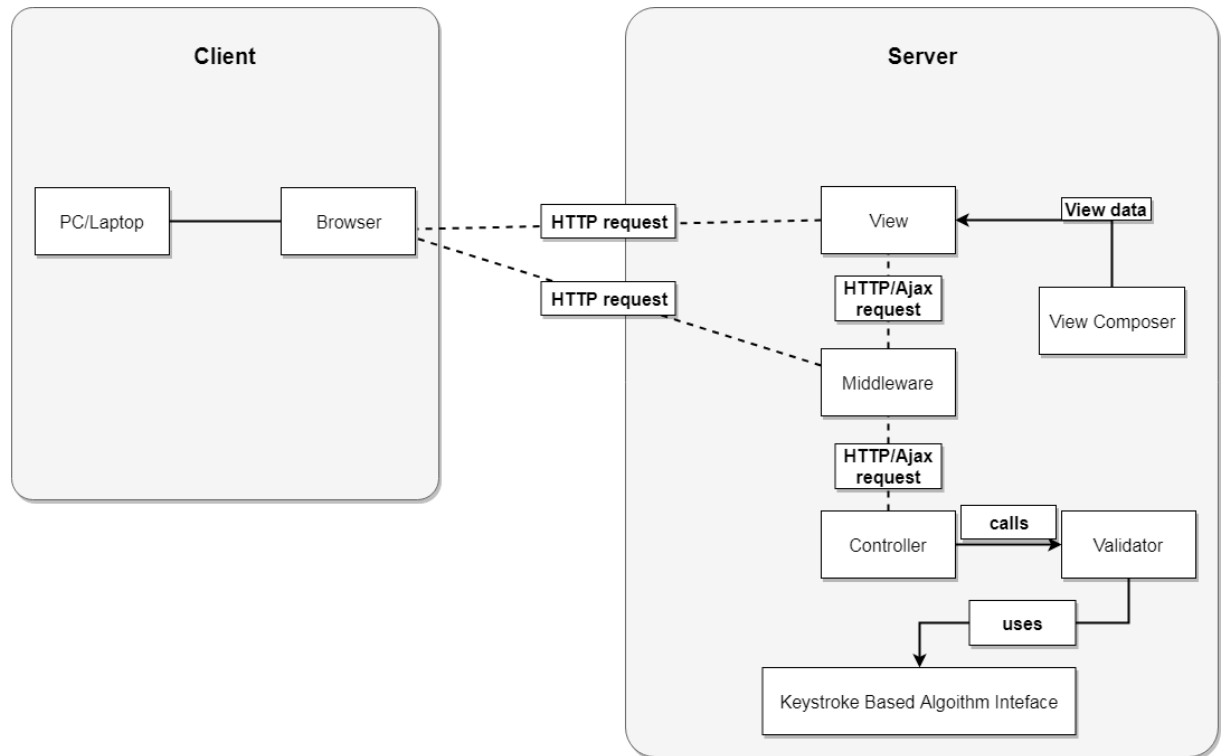 Client
Server
PC/Laptop
Browser
HTTP request
View
View data
HTTP request
HTTP/Ajax
request
View Composer
Middleware
HTTP/Ajax
request
Controller
calls
Validator
uses
Keystroke Based Algoithm Inteface